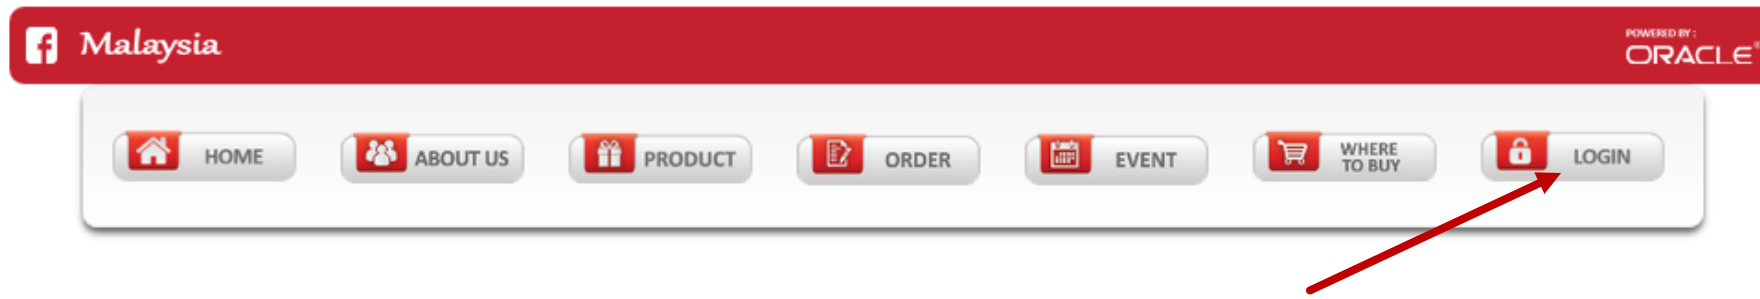 Malaysia
POWERED BY :
ORACLE®
HOME
ABOUT US
PRODUCT
ORDER
EVENT
WHERE
TO BUY
LOGIN